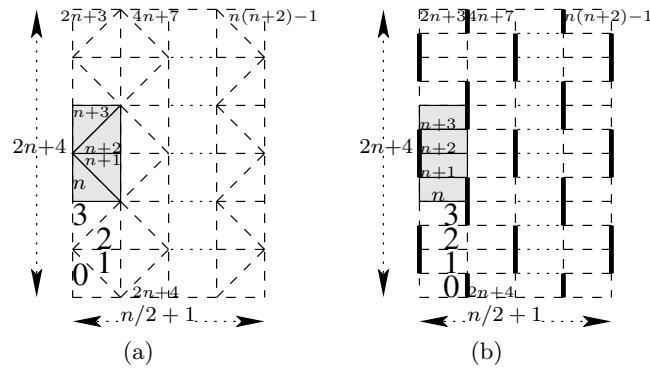 2n+3 4n+7 n(n+2)−1
n+3
2n+4
n+2
n+1
n
3
2
1
0
2n+4
n/2 + 1
(a)
2n+3 4n+7 n(n+2)−1
n+3
2n+4
n+2
n+1
n
3
2
1
0
2n+4
n/2 + 1
(b)